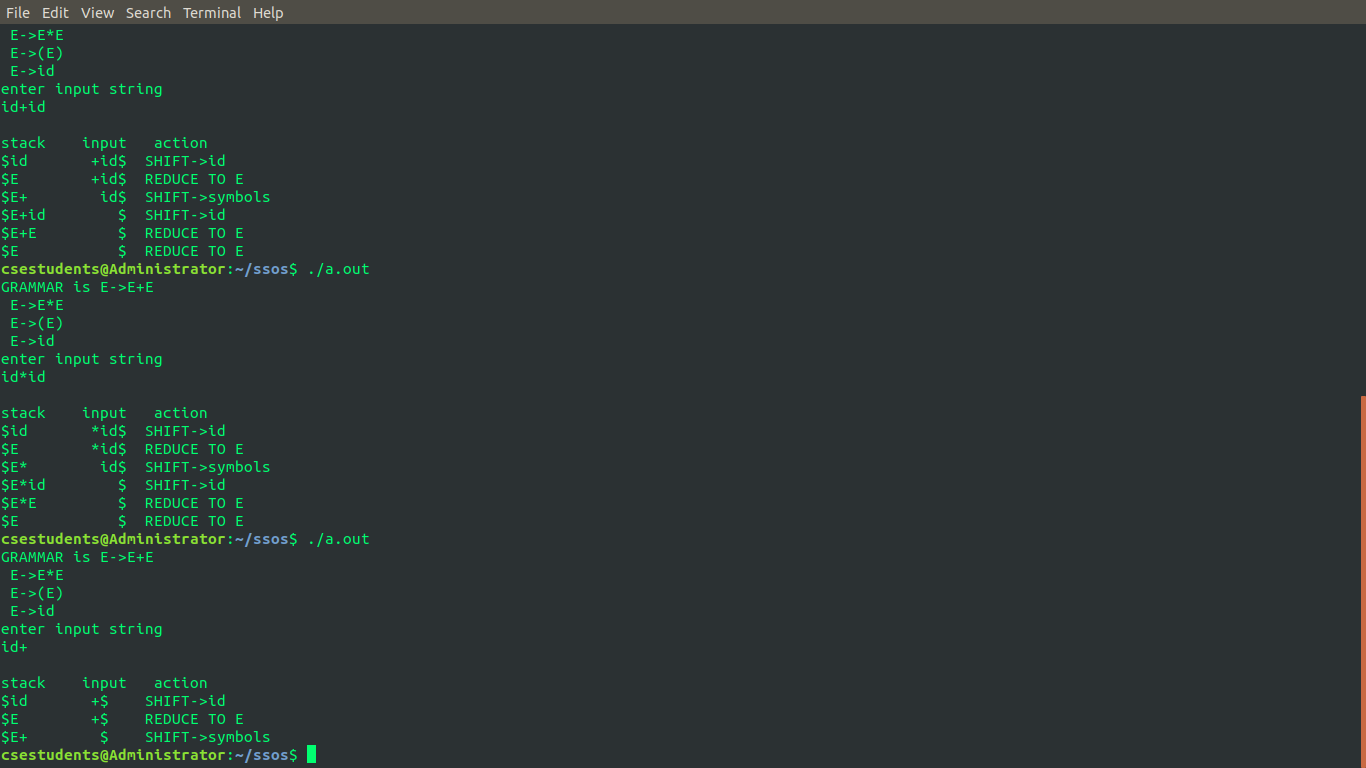 File Edit View Search Terminal Help
 E->E*E
 E->(E)
 E->id
enter input string
id+id

stack    input   action
$id       +id$  SHIFT->id
$E        +id$  REDUCE TO E
$E+        id$  SHIFT->symbols
$E+id        $  SHIFT->id
$E+E         $  REDUCE TO E
$E           $  REDUCE TO E
csestudents@Administrator:~/ssos$ ./a.out
GRAMMAR is E->E+E
 E->E*E
 E->(E)
 E->id
enter input string
id*id

stack    input   action
$id       *id$  SHIFT->id
$E        *id$  REDUCE TO E
$E*        id$  SHIFT->symbols
$E*id        $  SHIFT->id
$E*E         $  REDUCE TO E
$E           $  REDUCE TO E
csestudents@Administrator:~/ssos$ ./a.out
GRAMMAR is E->E+E
 E->E*E
 E->(E)
 E->id
enter input string
id+

stack    input   action
$id       +$    SHIFT->id
$E        +$    REDUCE TO E
$E+        $    SHIFT->symbols
csestudents@Administrator:~/ssos$